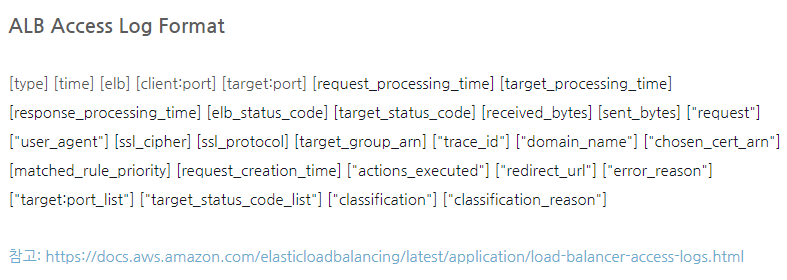 ALB Access Log Format
[type] [time] [elb] [client:port] [target:port] [request_processing_time] [target_processing_time]
[response_processing_time] [elb_status_code] [target_status_code] [received_bytes] [sent_bytes] ["request"]
["user_agent"] [ssl_cipher] [ssl_protocol] [target_group_arn] ["trace_id"] ["domain_name"] ["chosen_cert_arn"]
[matched_rule_priority] [request_creation_time] ["actions_executed"] ["redirect_url"] ["error_reason"]
["target:port_list"] ["target_status_code_list"] ["classification"] ["classification_reason"]
참고: https://docs.aws.amazon.com/elasticloadbalancing/latest/application/load-balancer-access-logs.html